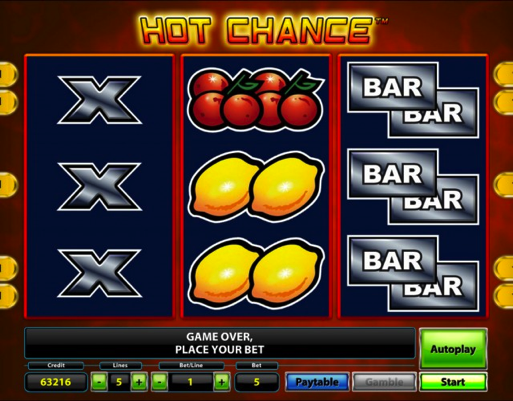 HOT CHANCE™
X
BAR
BAR
X
BAR
BAR
X
BAR
BAR
GAME OVER,
PLACE YOUR BET
Credit Lines Bet/Line Bet
63216 - 5 + - 1 + 5
Paytable Gamble Start
Autoplay